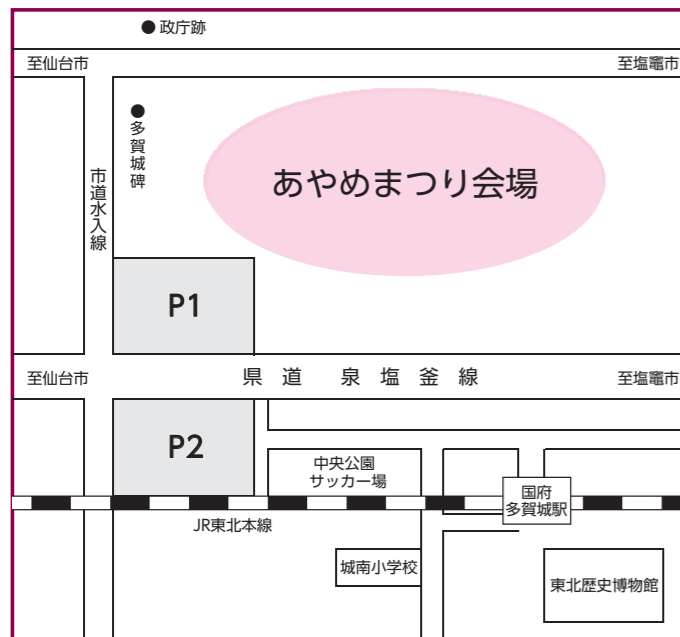 ●政庁跡
至仙台市
至塩竈市
●多賀城碑
市道水入線
あやめまつり会場
P1
至仙台市
県道 泉塩釜線
至塩竈市
P2
中央公園
サッカー場
国府
多賀城駅
JR東北本線
城南小学校
東北歴史博物館